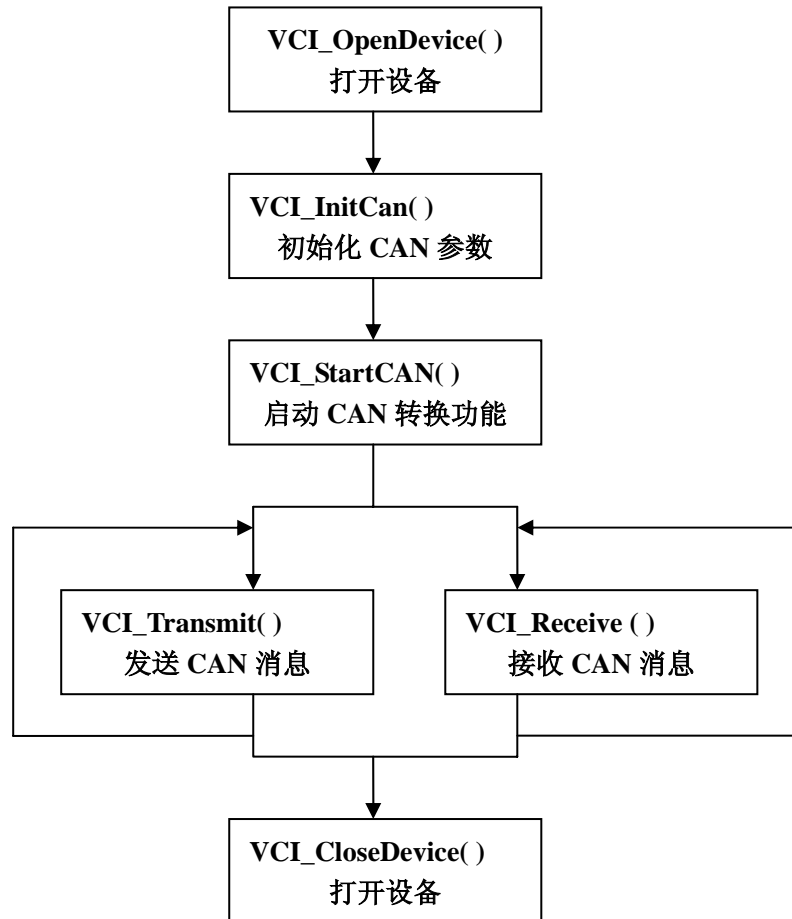 VCI_OpenDevice( )
打开设备
VCI_InitCan( )
初始化 CAN 参数
VCI_StartCAN( )
启动 CAN 转换功能
VCI_Transmit( )
发送 CAN 消息
VCI_Receive ( )
接收 CAN 消息
VCI_CloseDevice( )
打开设备